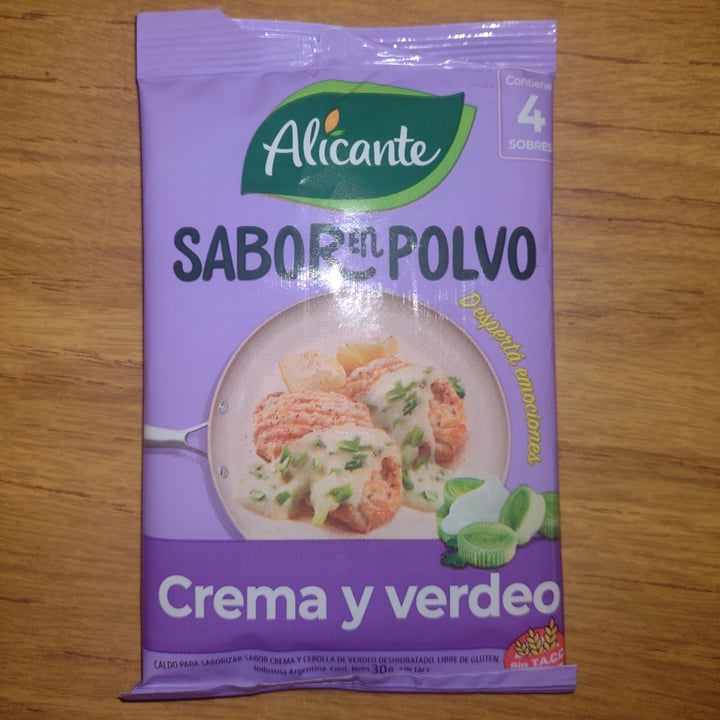 Contiene
4
SOBRES
Alicante
SABOR EN POLVO
Despertá emociones
Crema y verdeo
CALDO PARA SABORIZAR SABOR CREMA Y CEBOLLA DE VERDEO DESHIDRATADO. LIBRE DE GLUTEN.
Industria Argentina. Cont. Neto 30g. SIN TACC
Sin T.A.C.C.